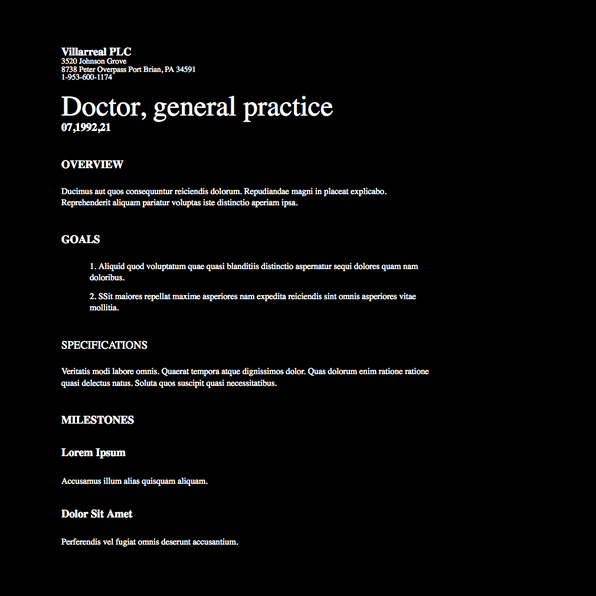 Villarreal PLC
3520 Johnson Grove
8738 Peter Overpass Port Brian, PA 34591
1-953-600-1174
Doctor, general practice
07,1992,21
OVERVIEW
Ducimus aut quos consequuntur reiciendis dolorum. Repudiandae magni in placeat explicabo.
Reprehenderit aliquam pariatur voluptas iste distinctio aperiam ipsa.
GOALS
1. Aliquid quod voluptatum quae quasi blanditiis distinctio aspernatur sequi dolores quam nam
doloribus.
2. SSit maiores repellat maxime asperiores nam expedita reiciendis sint omnis asperiores vitae
mollitia.
SPECIFICATIONS
Veritatis modi labore omnis. Quaerat tempora atque dignissimos dolor. Quas dolorum enim ratione ratione
quasi delectus natus. Soluta quos suscipit quasi necessitatibus.
MILESTONES
Lorem Ipsum
Accusamus illum alias quisquam aliquam.
Dolor Sit Amet
Perferendis vel fugiat omnis deserunt accusantium.